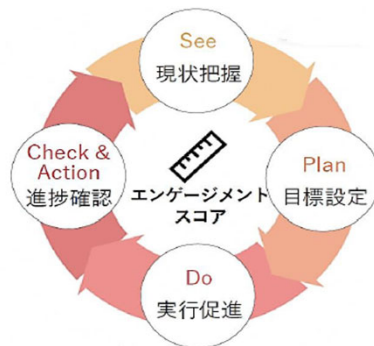 See
現状把握
Plan
目標設定
Do
実行促進
Check &
Action
進捗確認
エンゲージメント
スコア